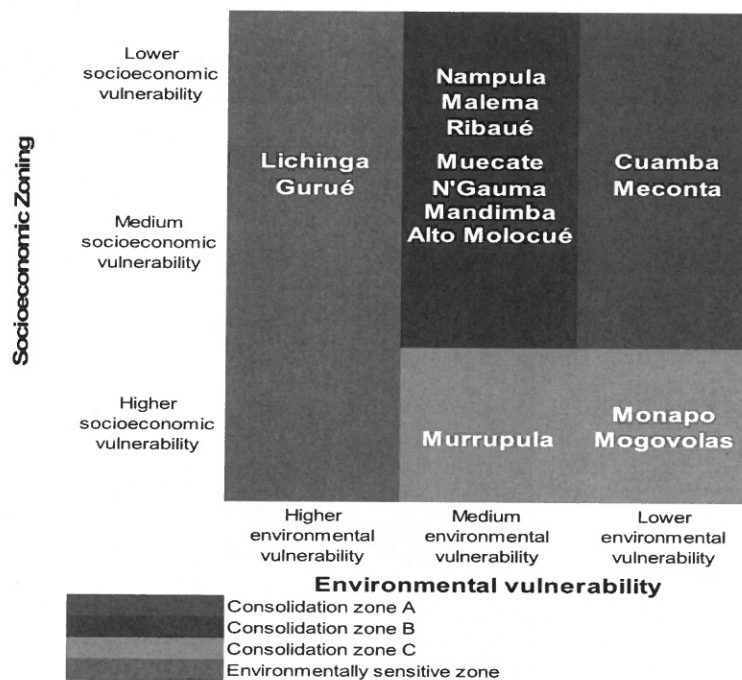 Socioeconomic Zoning
Lower
socioeconomic
vulnerability
Medium
socioeconomic
vulnerability
Higher
socioeconomic
vulnerability
Lichinga
Gurué
Nampula
Malema
Ribaué
Muecate
N'Gauma
Mandimba
Alto Molocué
Cuamba
Meconta
Murrupula
Monapo
Mogovolas
Higher
environmental
vulnerability
Medium
environmental
vulnerability
Lower
environmental
vulnerability
Environmental vulnerability
Consolidation zone A
Consolidation zone B
Consolidation zone C
Environmentally sensitive zone